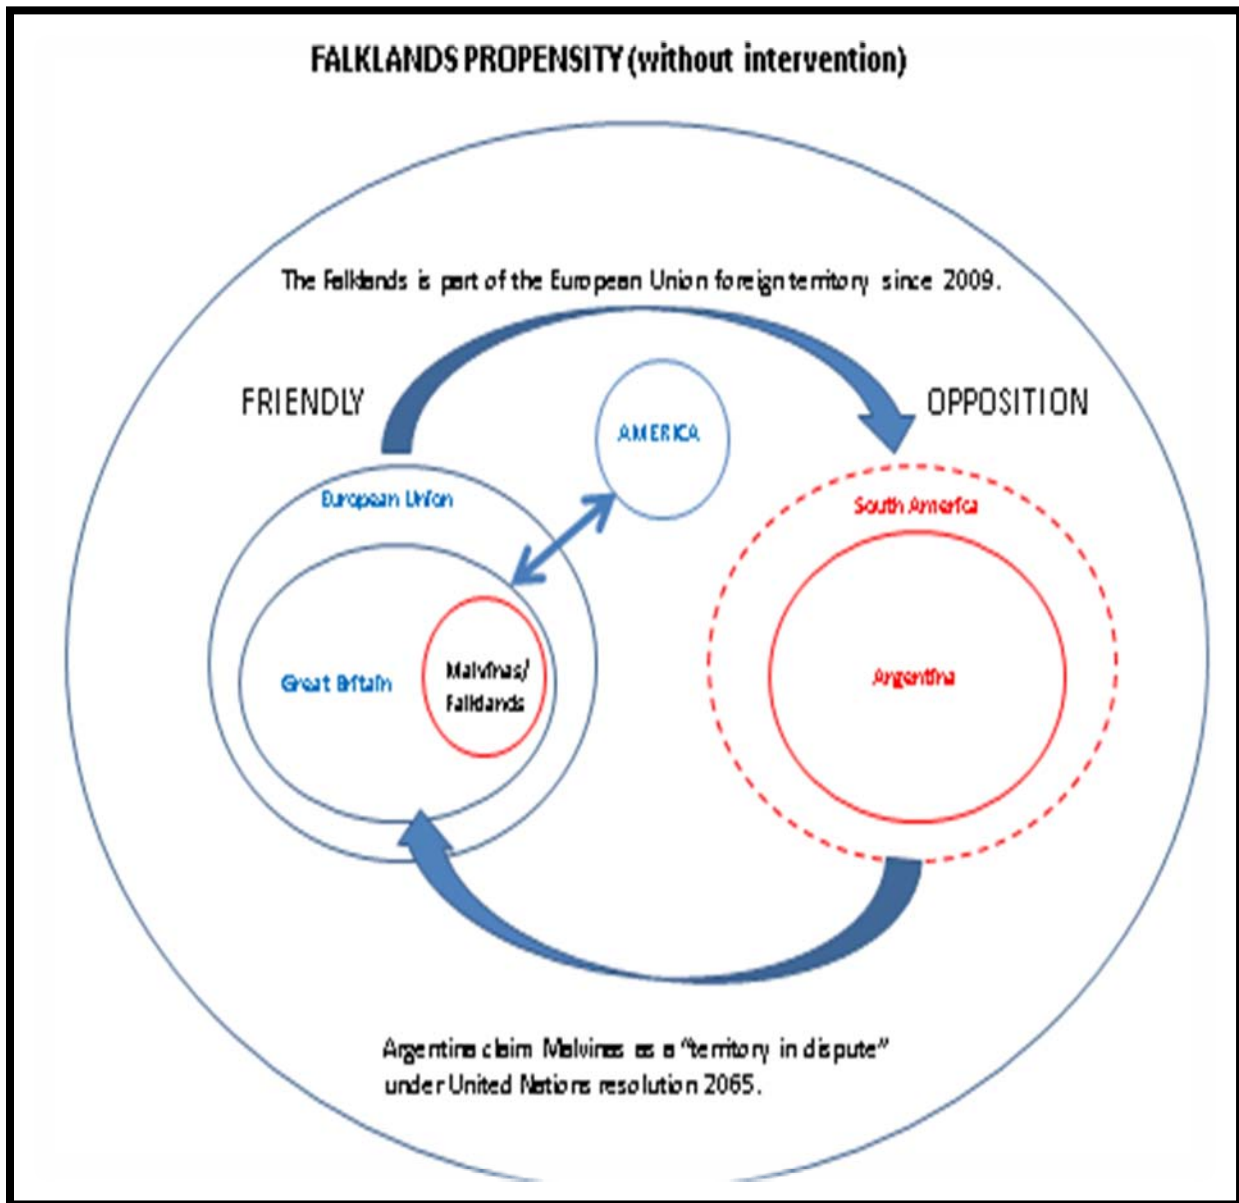 FALKLANDS PROPENSITY (without intervention)
The Falklands is part of the European Union foreign territory since 2009.
FRIENDLY
OPPOSITION
AMERICA
European Union
South America
Great Britain
Malvinas/
Falklands
Argentina
Argentina claim Malvinas as a “territory in dispute”
under United Nations resolution 2065.